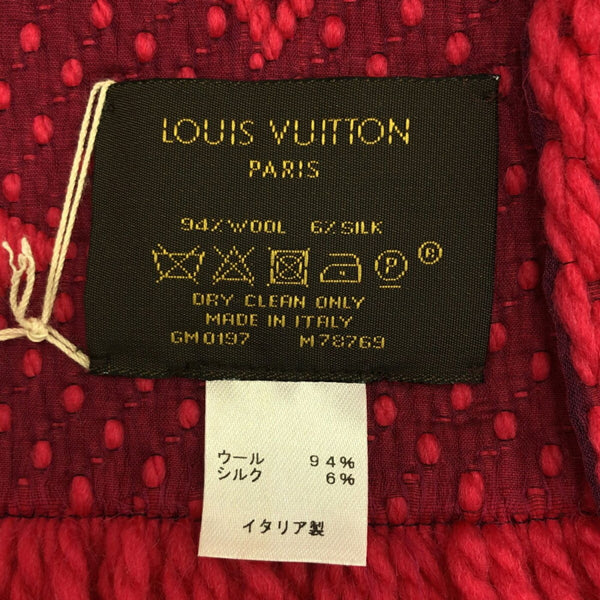 LOUIS VUITTON
PARIS
94% WOOL 6% SILK
P ®
DRY CLEAN ONLY
MADE IN ITALY
GM0197 M78769
ウール 94%
シルク 6%
イタリア製